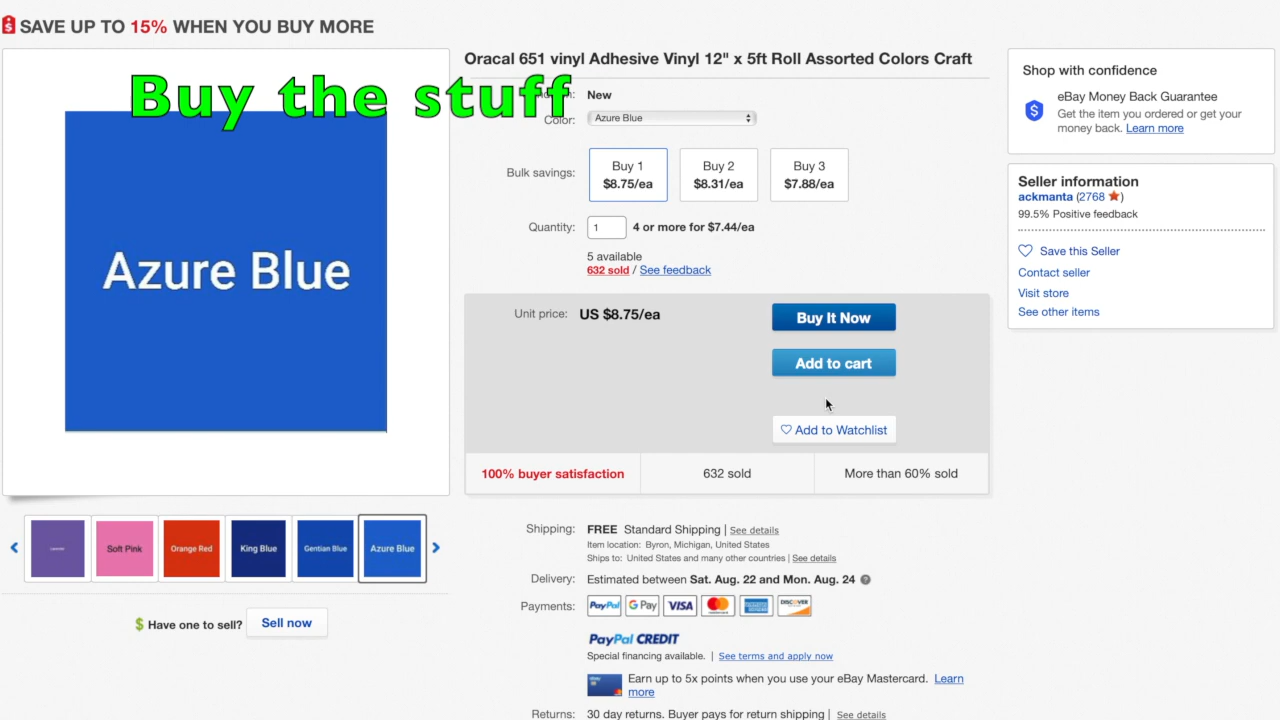 SAVE UP TO 15% WHEN YOU BUY MORE
Buy the stuff
Azure Blue
Soft Pink
Orange Red
King Blue
Gentian Blue
Azure Blue
Have one to sell?
Sell now
Oracal 651 vinyl Adhesive Vinyl 12" x 5ft Roll Assorted Colors Craft
New
Color:
Azure Blue
Bulk savings:
Buy 1
$8.75/ea
Buy 2
$8.31/ea
Buy 3
$7.88/ea
Quantity:
1
4 or more for $7.44/ea
5 available
632 sold / See feedback
Unit price:
US $8.75/ea
Buy It Now
Add to cart
Add to Watchlist
100% buyer satisfaction
632 sold
More than 60% sold
Shipping:
FREE Standard Shipping | See details
Item location: Byron, Michigan, United States
Ships to: United States and many other countries | See details
Delivery:
Estimated between Sat. Aug. 22 and Mon. Aug. 24
Payments:
PayPal
G Pay
VISA
DISCOVER
PayPal CREDIT
Special financing available. | See terms and apply now
Earn up to 5x points when you use your eBay Mastercard. Learn
more
Returns:
30 day returns. Buyer pays for return shipping | See details
Shop with confidence
eBay Money Back Guarantee
Get the item you ordered or get your
money back. Learn more
Seller information
ackmanta (2768 )
99.5% Positive feedback
Save this Seller
Contact seller
Visit store
See other items